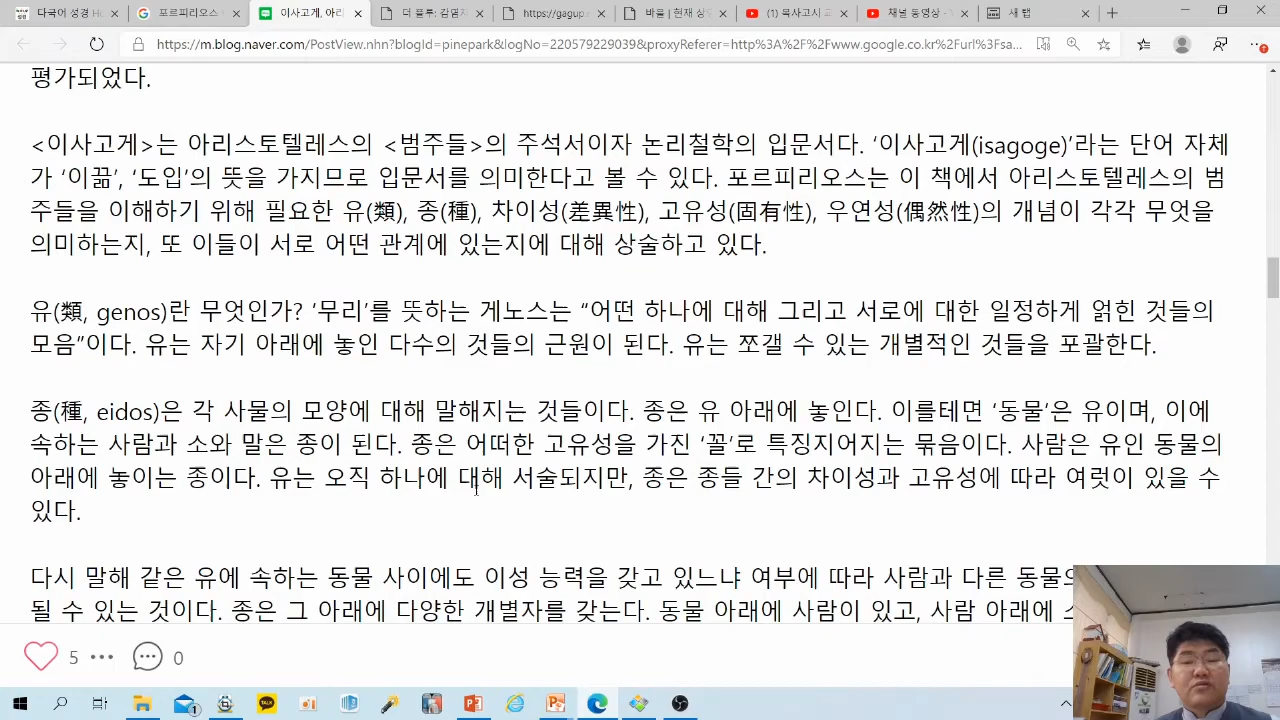 다국어 성경 Ho
포르피리오스
이사고게, 아리
더 블루: 김
https://gagup
바울 | 현재 상
(1) 목사고시 교
채널 동영상 -
새 탭
https://m.blog.naver.com/PostView.nhn?blogId=pinepark&logNo=220579229039&proxyReferer=http%3A%2F%2Fwww.google.co.kr%2Furl%3Fsa...
평가되었다.
<이사고게>는 아리스토텔레스의 <범주들>의 주석서이자 논리철학의 입문서다. ‘이사고게(isagoge)’라는 단어 자체
가 ‘이끎’, ‘도입’의 뜻을 가지므로 입문서를 의미한다고 볼 수 있다. 포르피리오스는 이 책에서 아리스토텔레스의 범
주들을 이해하기 위해 필요한 유(類), 종(種), 차이성(差異性), 고유성(固有性), 우연성(偶然性)의 개념이 각각 무엇을
의미하는지, 또 이들이 서로 어떤 관계에 있는지에 대해 상술하고 있다.
유(類, genos)란 무엇인가? ‘무리’를 뜻하는 게노스는 “어떤 하나에 대해 그리고 서로에 대한 일정하게 얽힌 것들의
모음”이다. 유는 자기 아래에 놓인 다수의 것들의 근원이 된다. 유는 쪼갤 수 있는 개별적인 것들을 포괄한다.
종(種, eidos)은 각 사물의 모양에 대해 말해지는 것들이다. 종은 유 아래에 놓인다. 이를테면 ‘동물‘은 유이며, 이에
속하는 사람과 소와 말은 종이 된다. 종은 어떠한 고유성을 가진 ‘꼴’로 특징지어지는 묶음이다. 사람은 유인 동물의
아래에 놓이는 종이다. 유는 오직 하나에 대해 서술되지만, 종은 종들 간의 차이성과 고유성에 따라 여럿이 있을 수
있다.
다시 말해 같은 유에 속하는 동물 사이에도 이성 능력을 갖고 있느냐 여부에 따라 사람과 다른 동물
될 수 있는 것이다. 종은 그 아래에 다양한 개별자를 갖는다. 동물 아래에 사람이 있고, 사람 아래에
5
0
TALK
1